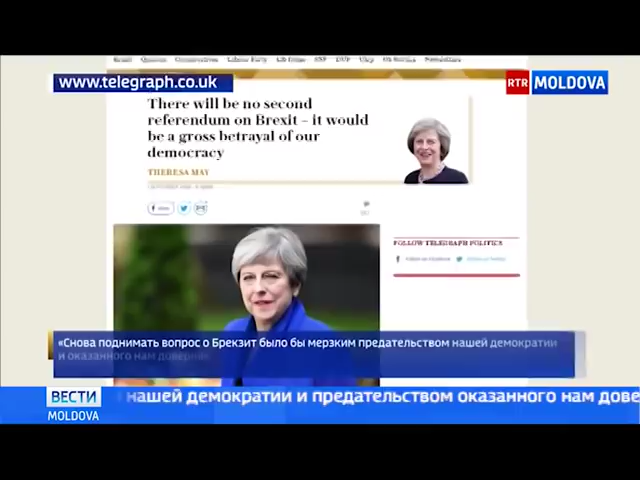 www.telegraph.co.uk
RTR MOLDOVA
There will be no second
referendum on Brexit – it would
be a gross betrayal of our
democracy
THERESA MAY
FOLLOW TELEGRAPH POLITICS
«Снова поднимать вопрос о Брекзит было бы мерзким предательством нашей демократии
и оказанного нам доверия
ВЕСТИ
MOLDOVA
нашей демократии и предательством оказанного нам дове